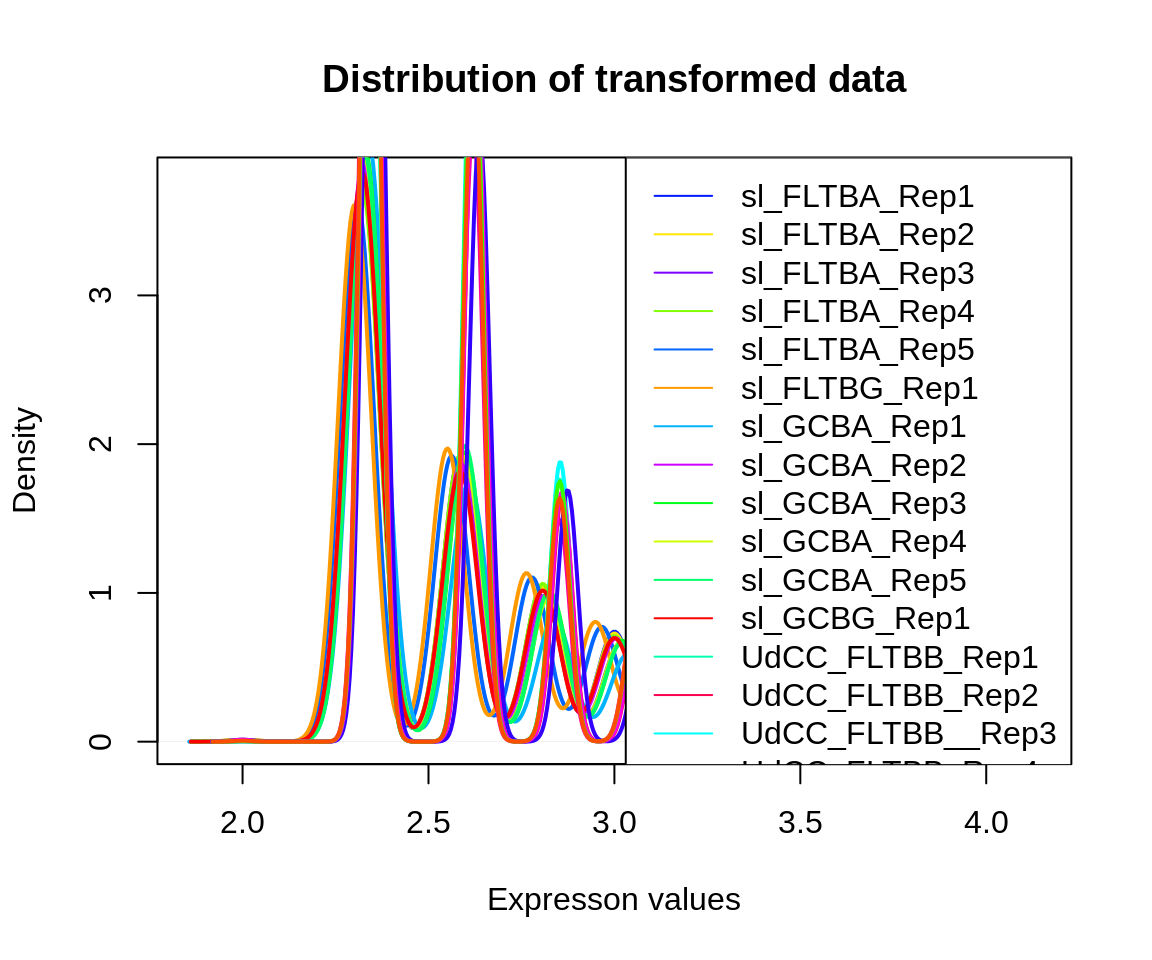 Distribution of transformed data
Density
3
2
1
0
sl_FLTBA_Rep1
sl_FLTBA_Rep2
sl_FLTBA_Rep3
sl_FLTBA_Rep4
sl_FLTBA_Rep5
sl_FLTBG_Rep1
sl_GCBA_Rep1
sl_GCBA_Rep2
sl_GCBA_Rep3
sl_GCBA_Rep4
sl_GCBA_Rep5
sl_GCBG_Rep1
UdCC_FLTBB_Rep1
UdCC_FLTBB_Rep2
UdCC_FLTBB__Rep3
2.0 2.5 3.0 3.5 4.0
Expresson values